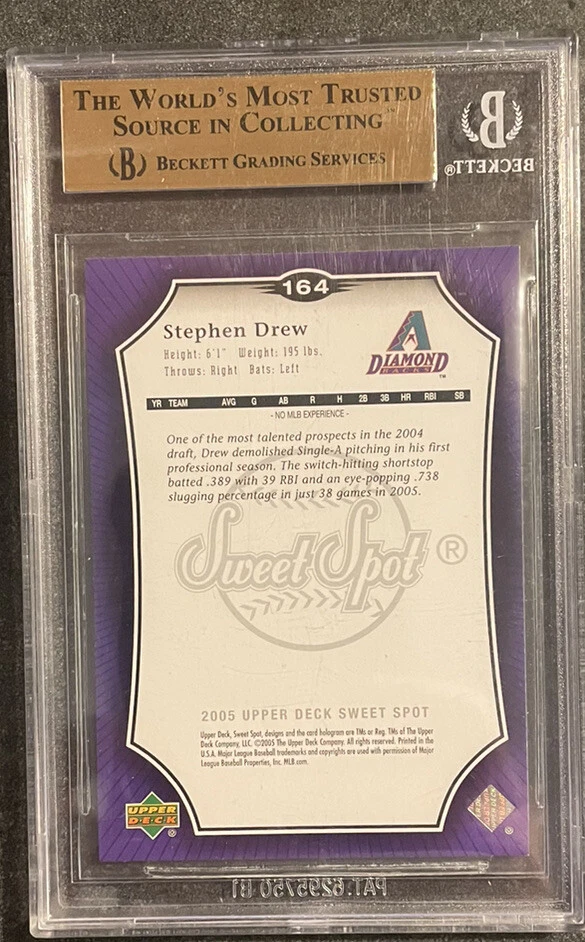 THE WORLD'S MOST TRUSTED
SOURCE IN COLLECTING™
(B) BECKETT GRADING SERVICES
B
BECKETT®
164
Stephen Drew
Height: 6'1" Weight: 195 lbs.
Throws: Right Bats: Left
DIAMOND
BACKS™
YR TEAM AVG G AB R H 2B 3B HR RBI SB
- NO MLB EXPERIENCE -
One of the most talented prospects in the 2004
draft, Drew demolished Single-A pitching in his first
professional season. The switch-hitting shortstop
batted .389 with 39 RBI and an eye-popping .738
slugging percentage in just 38 games in 2005.
Sweet Spot®
2005 UPPER DECK SWEET SPOT
Upper Deck, Sweet Spot, designs and the card hologram are TMs or Reg. TMs of The Upper
Deck Company, LLC. ©2005 The Upper Deck Company. All rights reserved. Printed in the
U.S.A. Major League Baseball trademarks and copyrights are used with permission of Major
League Baseball Properties, Inc. MLB.com.
UPPER
DECK®
PAT. 6295750 B1